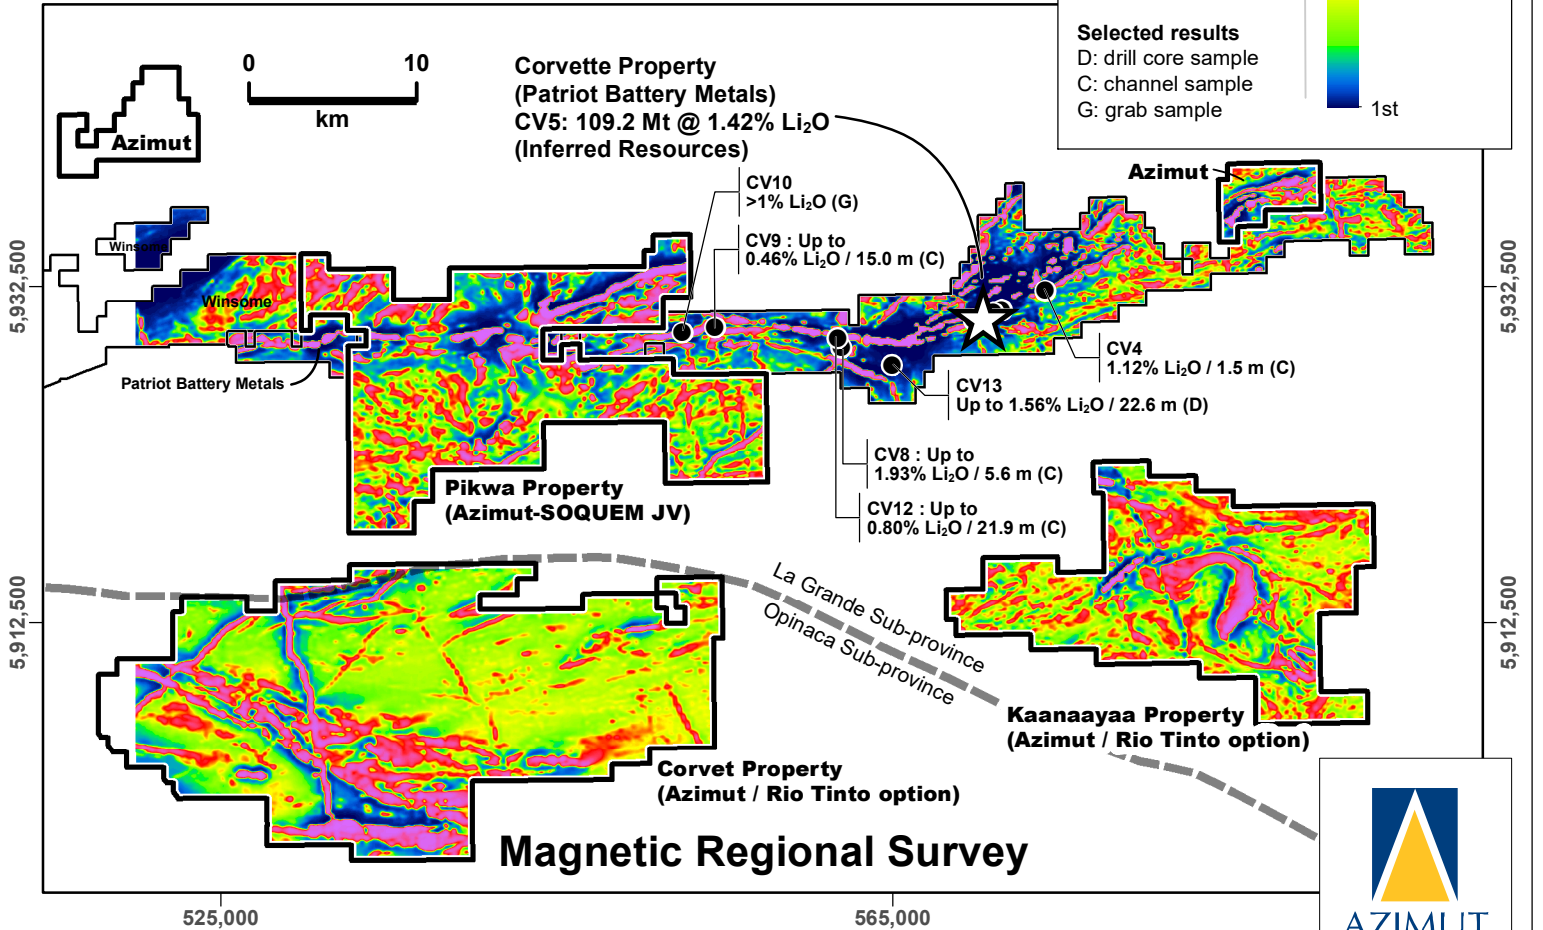 Selected results
D: drill core sample
C: channel sample
G: grab sample
1st
0 10
km
Azimut
Corvette Property
(Patriot Battery Metals)
CV5: 109.2 Mt @ 1.42% Li₂O
(Inferred Resources)
Azimut
CV10
>1% Li₂O (G)
CV9 : Up to
0.46% Li₂O / 15.0 m (C)
Winsome
Winsome
Patriot Battery Metals
CV4
1.12% Li₂O / 1.5 m (C)
CV13
Up to 1.56% Li₂O / 22.6 m (D)
CV8 : Up to
1.93% Li₂O / 5.6 m (C)
CV12 : Up to
0.80% Li₂O / 21.9 m (C)
Pikwa Property
(Azimut-SOQUEM JV)
La Grande Sub-province
Opinaca Sub-province
Kaanaayaa Property
(Azimut / Rio Tinto option)
Corvet Property
(Azimut / Rio Tinto option)
Magnetic Regional Survey
5,932,500
5,932,500
5,912,500
5,912,500
525,000
565,000
AZIMUT